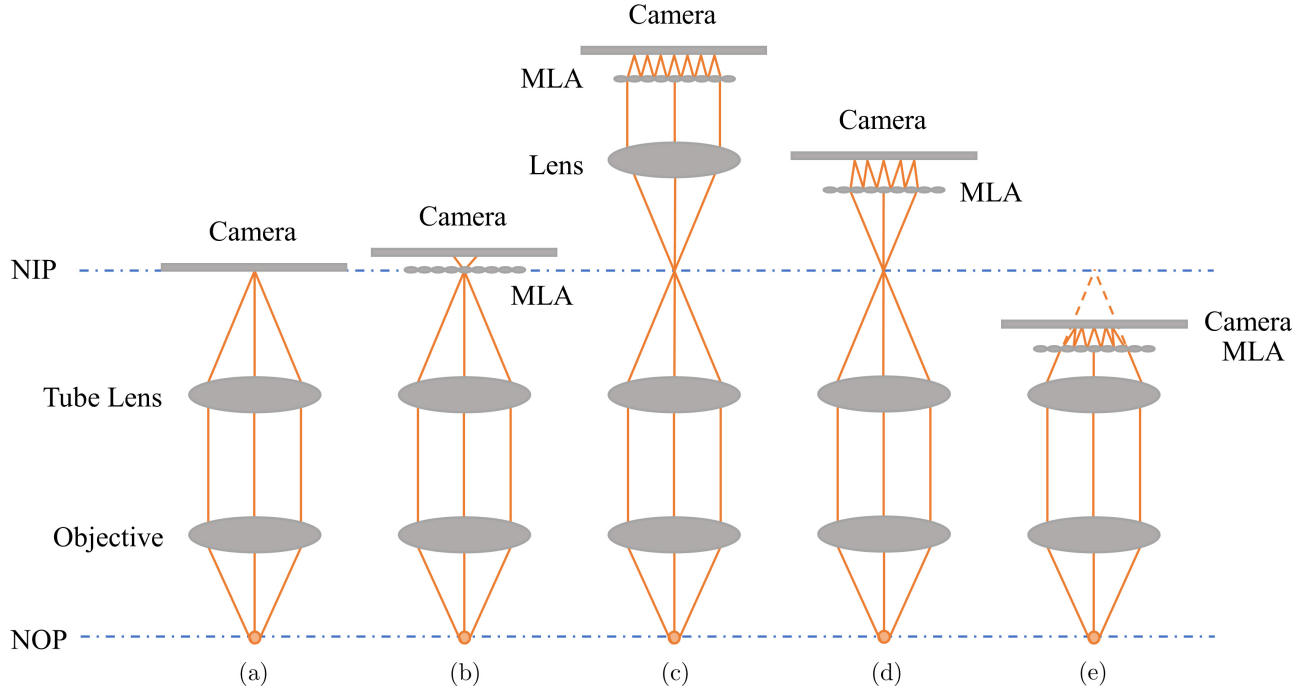 Camera
MLA
Camera
Lens
MLA
Camera
Camera
NIP
MLA
Camera
MLA
Tube Lens
Objective
NOP
(a)
(b)
(c)
(d)
(e)